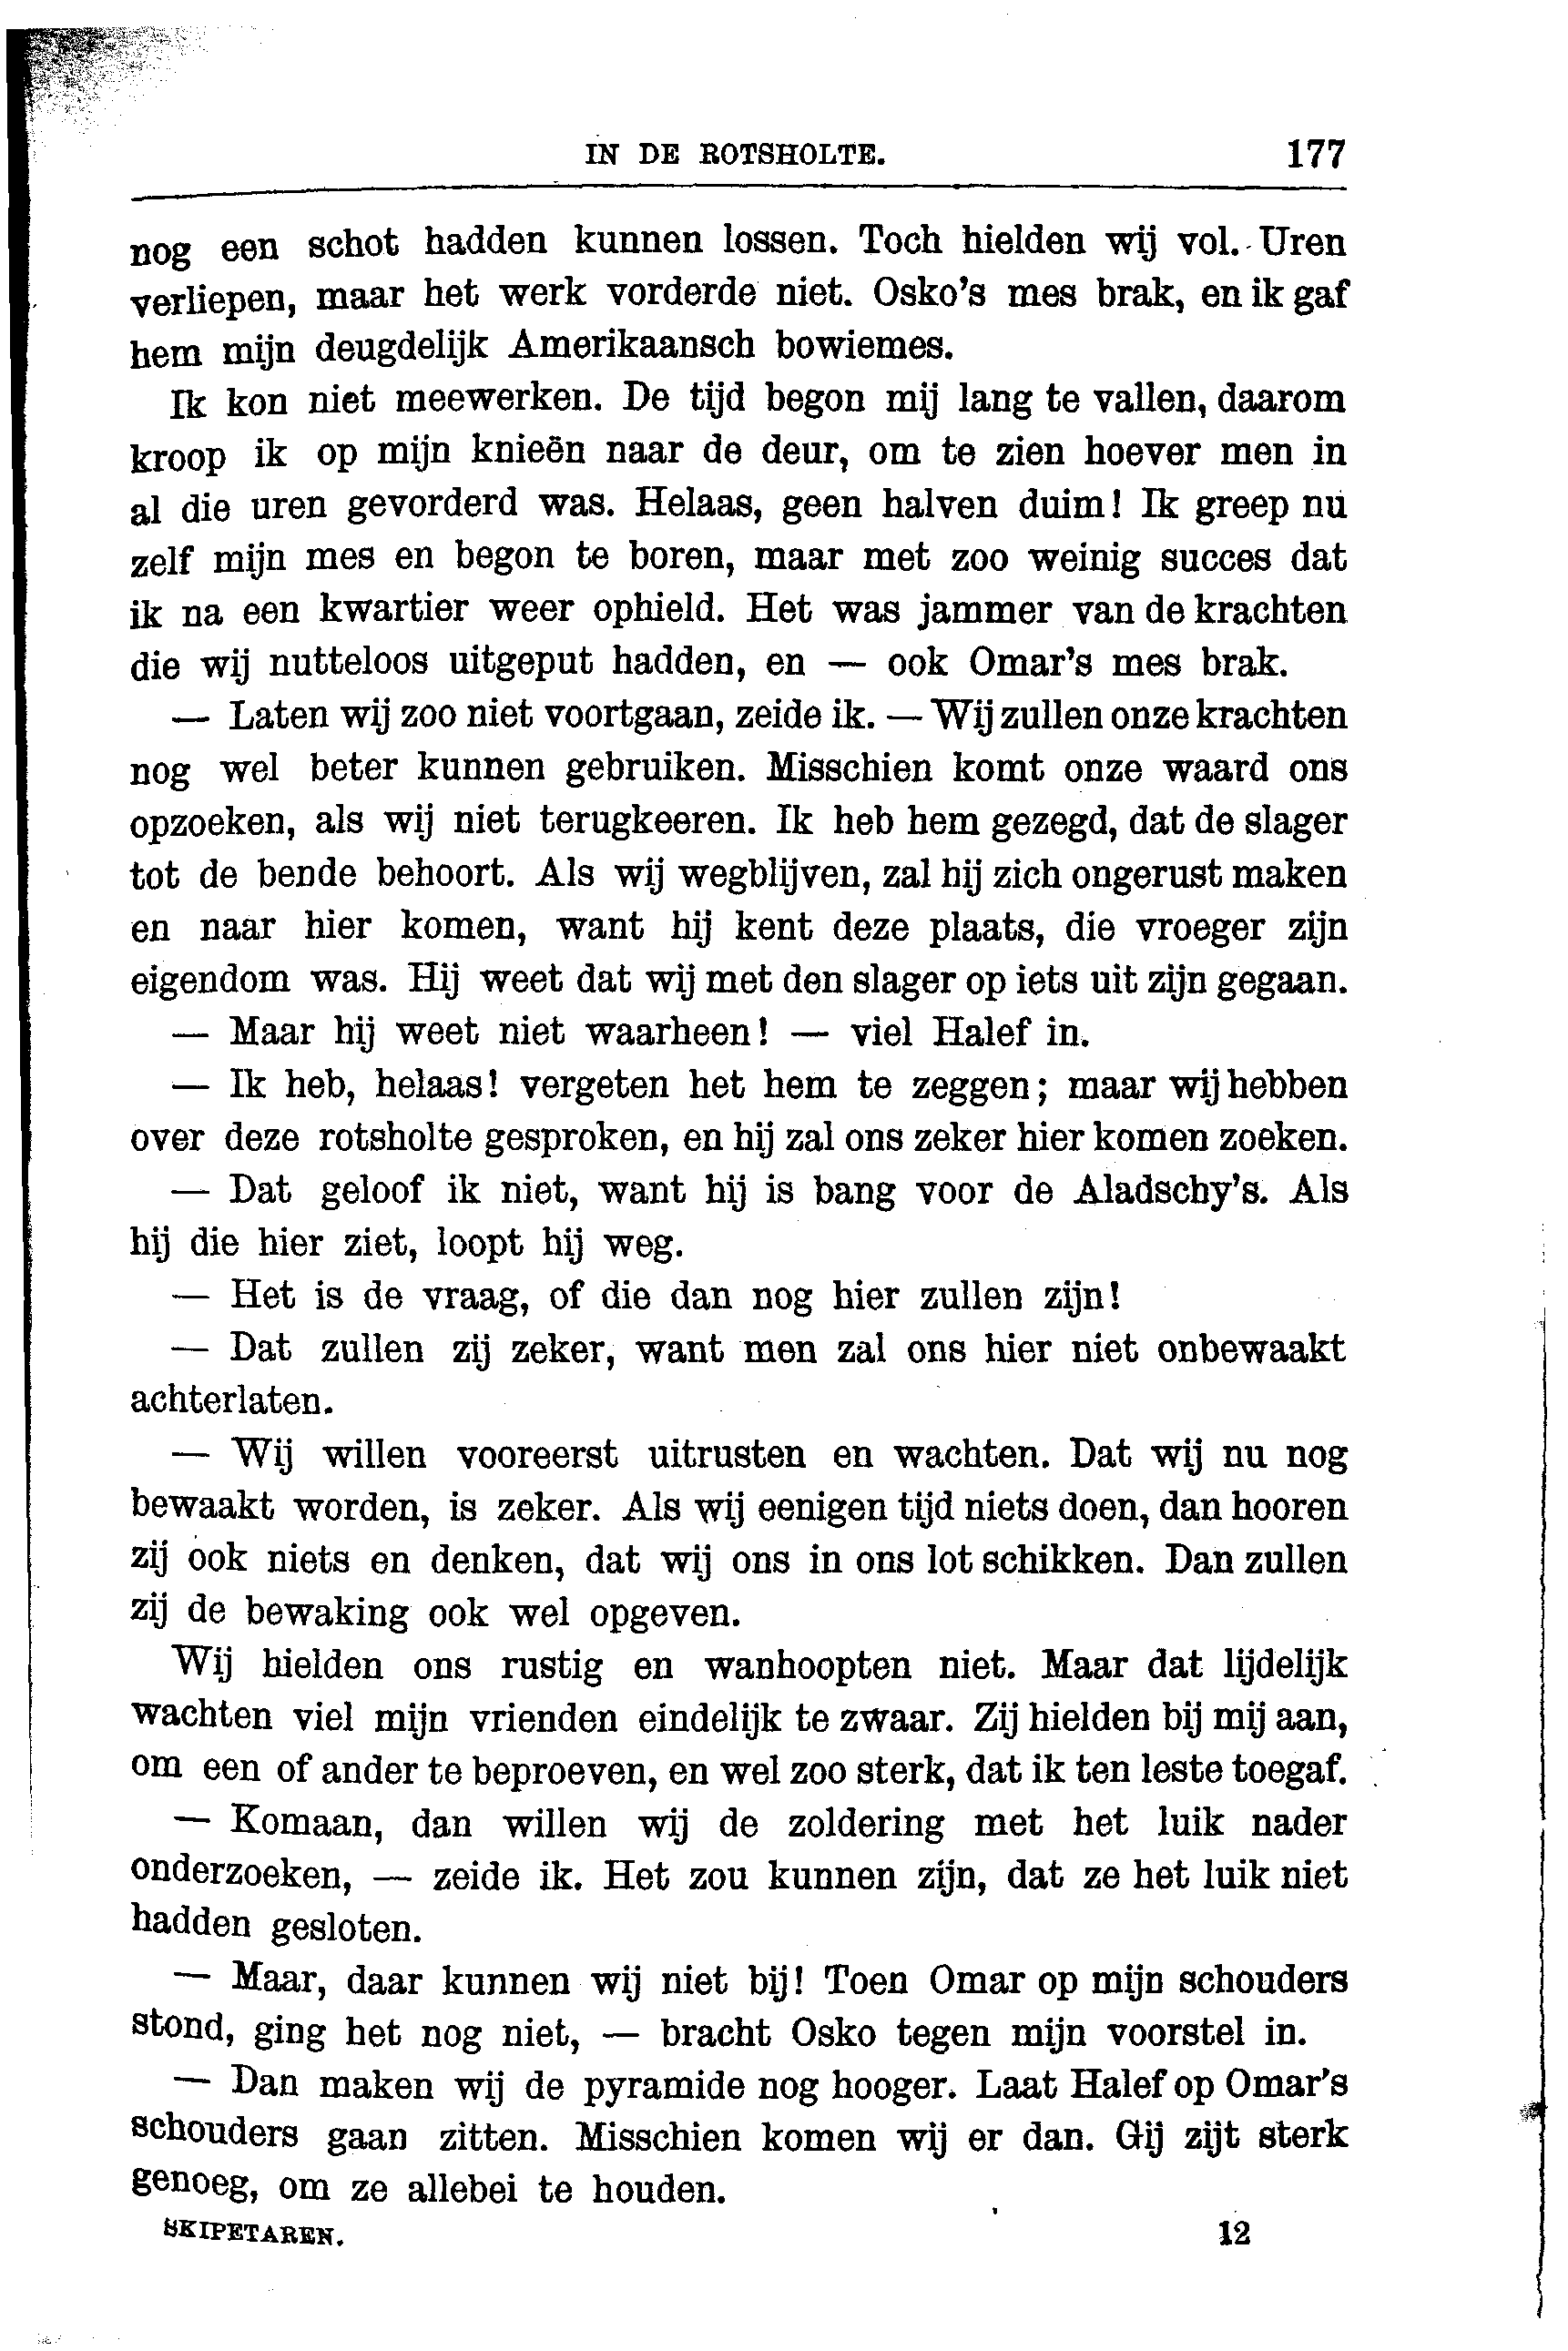 IN DE ROTSHOLTE. 177
nog een schot hadden kunnen lossen. Toch hielden wij vol. Uren
verliepen, maar het werk vorderde niet. Osko's mes brak, en ik gaf
hem mijn deugdelijk Amerikaansch bowiemes.
Ik kon niet meewerken. De tijd begon mij lang te vallen, daarom
kroop ik op mijn knieën naar de deur, om te zien hoever men in
al die uren gevorderd was. Helaas, geen halven duim! Ik greep nu
zelf mijn mes en begon te boren, maar met zoo weinig succes dat
ik na een kwartier weer ophield. Het was jammer van de krachten
die wij nutteloos uitgeput hadden, en — ook Omar's mes brak.
— Laten wij zoo niet voortgaan, zeide ik. — Wij zullen onze krachten
nog wel beter kunnen gebruiken. Misschien komt onze waard ons
opzoeken, als wij niet terugkeeren. Ik heb hem gezegd, dat de slager
tot de bende behoort. Als wij wegblijven, zal hij zich ongerust maken
en naar hier komen, want hij kent deze plaats, die vroeger zijn
eigendom was. Hij weet dat wij met den slager op iets uit zijn gegaan.
— Maar hij weet niet waarheen! — viel Halef in.
— Ik heb, helaas! vergeten het hem te zeggen; maar wij hebben
over deze rotsholte gesproken, en hij zal ons zeker hier komen zoeken.
— Dat geloof ik niet, want hij is bang voor de Aladschy's. Als
hij die hier ziet, loopt hij weg.
— Het is de vraag, of die dan nog hier zullen zijn!
— Dat zullen zij zeker, want men zal ons hier niet onbewaakt
achterlaten.
— Wij willen vooreerst uitrusten en wachten. Dat wij nu nog
bewaakt worden, is zeker. Als wij eenigen tijd niets doen, dan hooren
zij ook niets en denken, dat wij ons in ons lot schikken. Dan zullen
zij de bewaking ook wel opgeven.
Wij hielden ons rustig en wanhoopten niet. Maar dat lijdelijk
wachten viel mijn vrienden eindelijk te zwaar. Zij hielden bij mij aan,
om een of ander te beproeven, en wel zoo sterk, dat ik ten leste toegaf.
— Komaan, dan willen wij de zoldering met het luik nader
onderzoeken, — zeide ik. Het zou kunnen zijn, dat ze het luik niet
hadden gesloten.
— Maar, daar kunnen wij niet bij! Toen Omar op mijn schouders
stond, ging het nog niet, — bracht Osko tegen mijn voorstel in.
— Dan maken wij de pyramide nog hooger. Laat Halef op Omar's
schouders gaan zitten. Misschien komen wij er dan. Gij zijt sterk
genoeg, om ze allebei te houden.
SKIPETAREN. 12